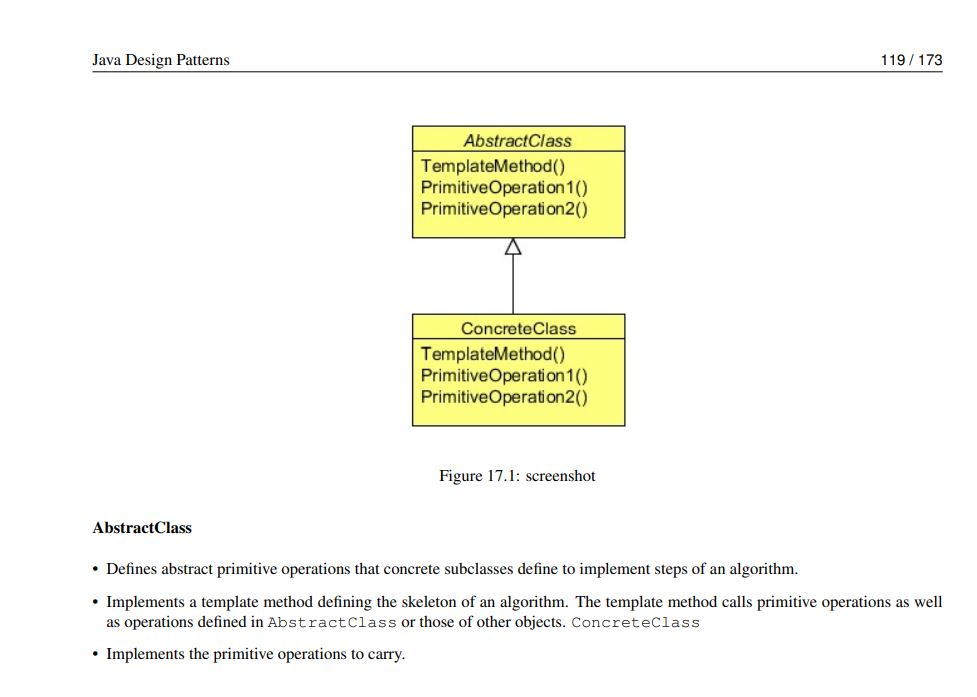 Java Design Patterns
119 / 173
AbstractClass
TemplateMethod()
PrimitiveOperation1()
PrimitiveOperation2()
ConcreteClass
TemplateMethod()
PrimitiveOperation1()
PrimitiveOperation2()
Figure 17.1: screenshot
AbstractClass
• Defines abstract primitive operations that concrete subclasses define to implement steps of an algorithm.
• Implements a template method defining the skeleton of an algorithm. The template method calls primitive operations as well
as operations defined in AbstractClass or those of other objects. ConcreteClass
• Implements the primitive operations to carry.